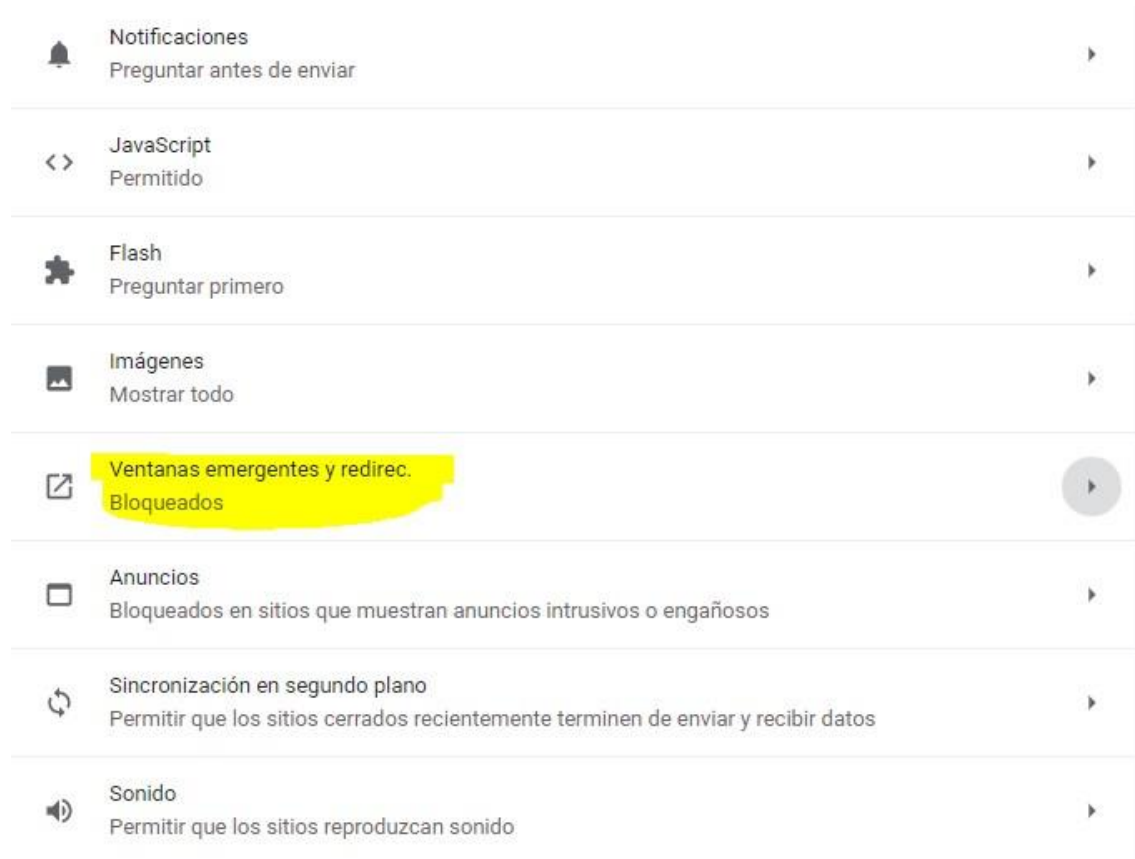 Notificaciones
Preguntar antes de enviar
JavaScript
Permitido
Flash
Preguntar primero
Imágenes
Mostrar todo
Ventanas emergentes y redirec.
Bloqueados
Anuncios
Bloqueados en sitios que muestran anuncios intrusivos o engañosos
Sincronización en segundo plano
Permitir que los sitios cerrados recientemente terminen de enviar y recibir datos
Sonido
Permitir que los sitios reproduzcan sonido